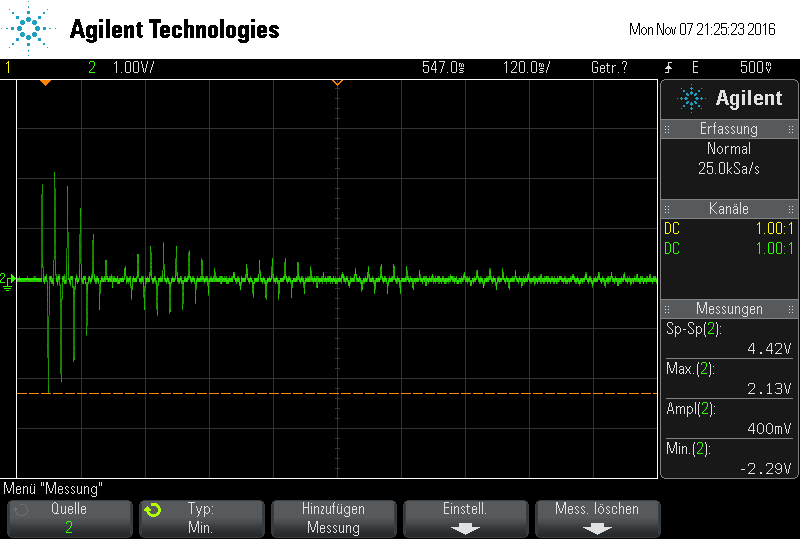 Agilent Technologies
Mon Nov 07 21:25:23 2016
1 2 1.00V/ 547.0ms 120.0ms/ Getr.? E 500mV
Agilent
Erfassung
Normal
25.0kSa/s
Kanäle
DC 1.00:1
DC 1.00:1
Messungen
Sp-Sp(2):
4.42V
Max.(2):
2.13V
Ampl(2):
400mV
Min.(2):
-2.29V
2
Menü "Messung"
Quelle
2
Typ:
Min.
Hinzufügen
Messung
Einstell.
Mess. löschen